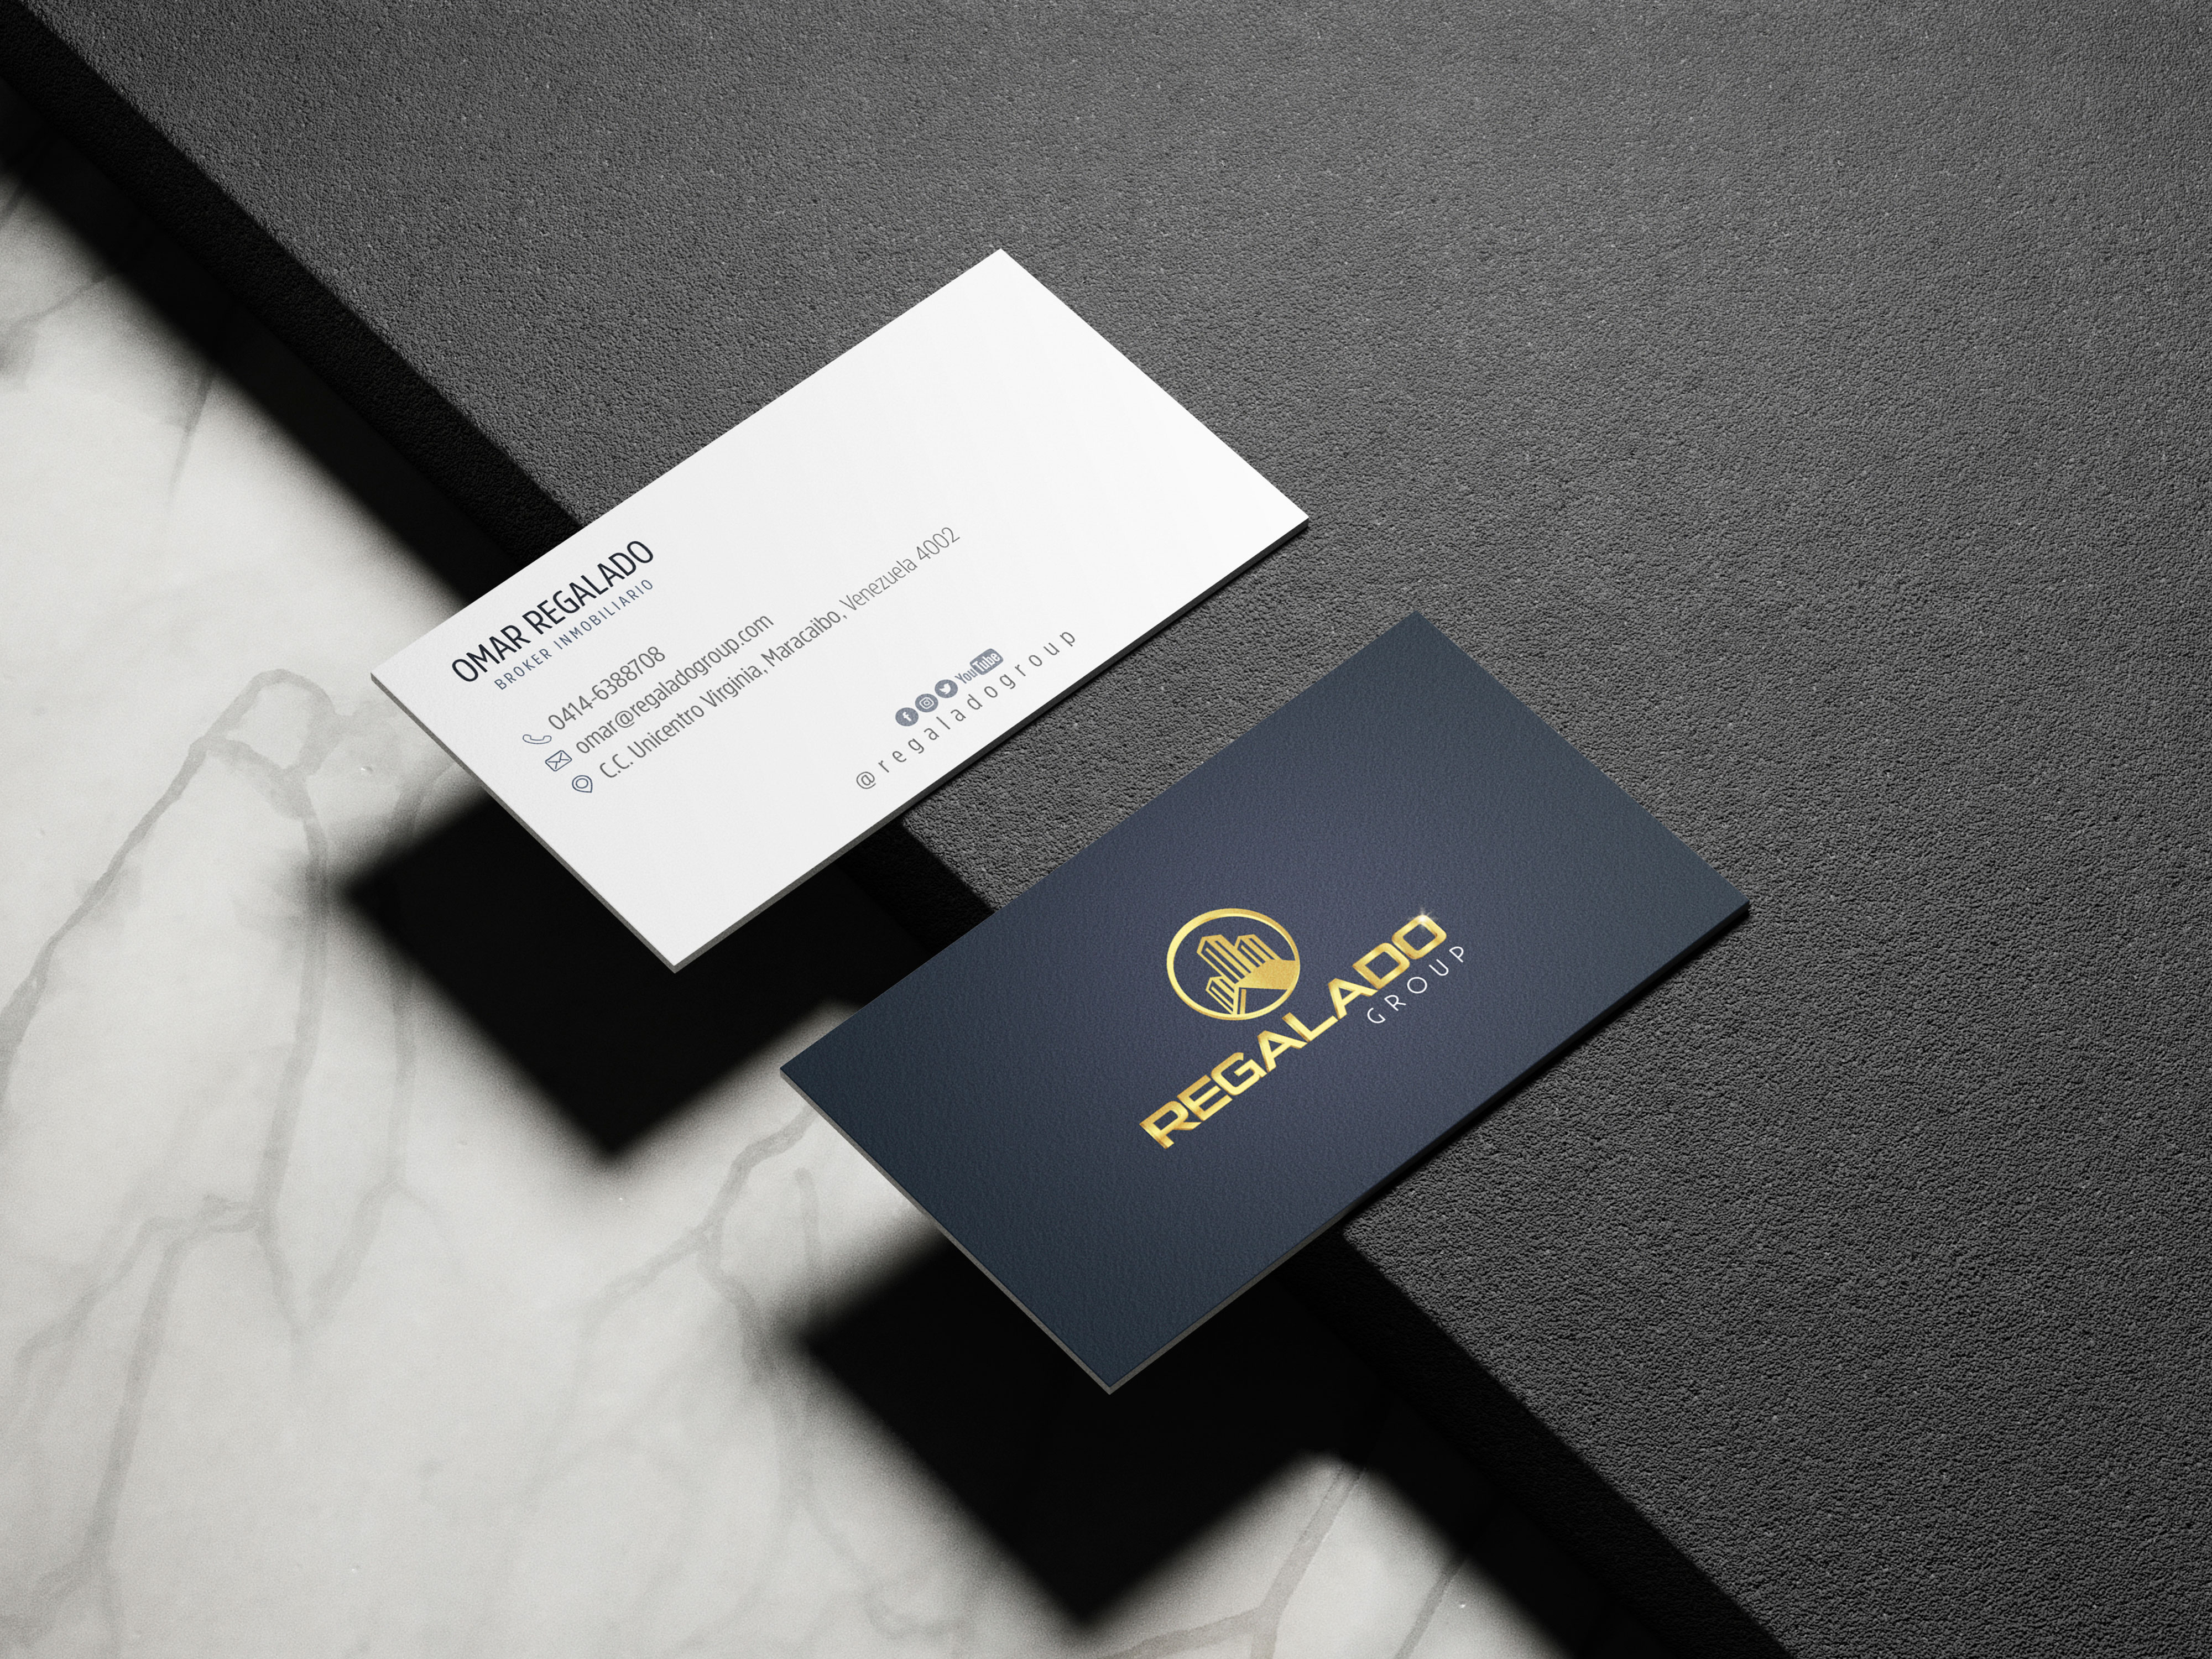 OMAR REGALADO
BROKER INMOBILIARIO
0414-6388708
omar@regaladogroup.com
C.C. Unicentro Virginia, Maracaibo, Venezuela 4002
YouTube
@regaladogroup
REGALADO
GROUP